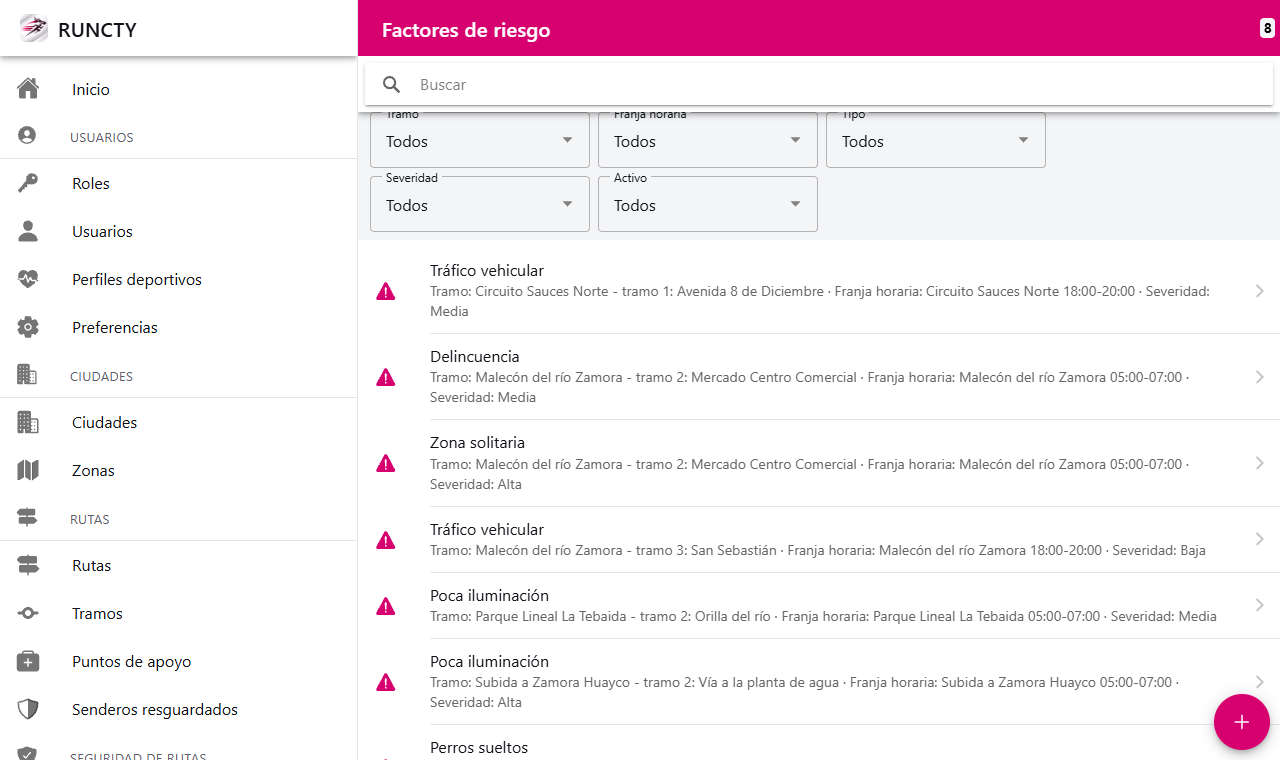 RUNCTY
Factores de riesgo
8
Buscar
Inicio
USUARIOS
Roles
Usuarios
Perfiles deportivos
Preferencias
CIUDADES
Ciudades
Zonas
RUTAS
Rutas
Tramos
Puntos de apoyo
Senderos resguardados
SEGURIDAD DE RUTAS
Tramo
Todos
Franja horaria
Todos
Tipo
Todos
Severidad
Todos
Activo
Todos
Tráfico vehicular
Tramo: Circuito Sauces Norte - tramo 1: Avenida 8 de Diciembre · Franja horaria: Circuito Sauces Norte 18:00-20:00 · Severidad:
Media
Delincuencia
Tramo: Malecón del río Zamora - tramo 2: Mercado Centro Comercial · Franja horaria: Malecón del río Zamora 05:00-07:00 ·
Severidad: Media
Zona solitaria
Tramo: Malecón del río Zamora - tramo 2: Mercado Centro Comercial · Franja horaria: Malecón del río Zamora 05:00-07:00 ·
Severidad: Alta
Tráfico vehicular
Tramo: Malecón del río Zamora - tramo 3: San Sebastián · Franja horaria: Malecón del río Zamora 18:00-20:00 · Severidad: Baja
Poca iluminación
Tramo: Parque Lineal La Tebaida - tramo 2: Orilla del río · Franja horaria: Parque Lineal La Tebaida 05:00-07:00 · Severidad: Media
Poca iluminación
Tramo: Subida a Zamora Huayco - tramo 2: Vía a la planta de agua · Franja horaria: Subida a Zamora Huayco 05:00-07:00 ·
Severidad: Alta
Perros sueltos